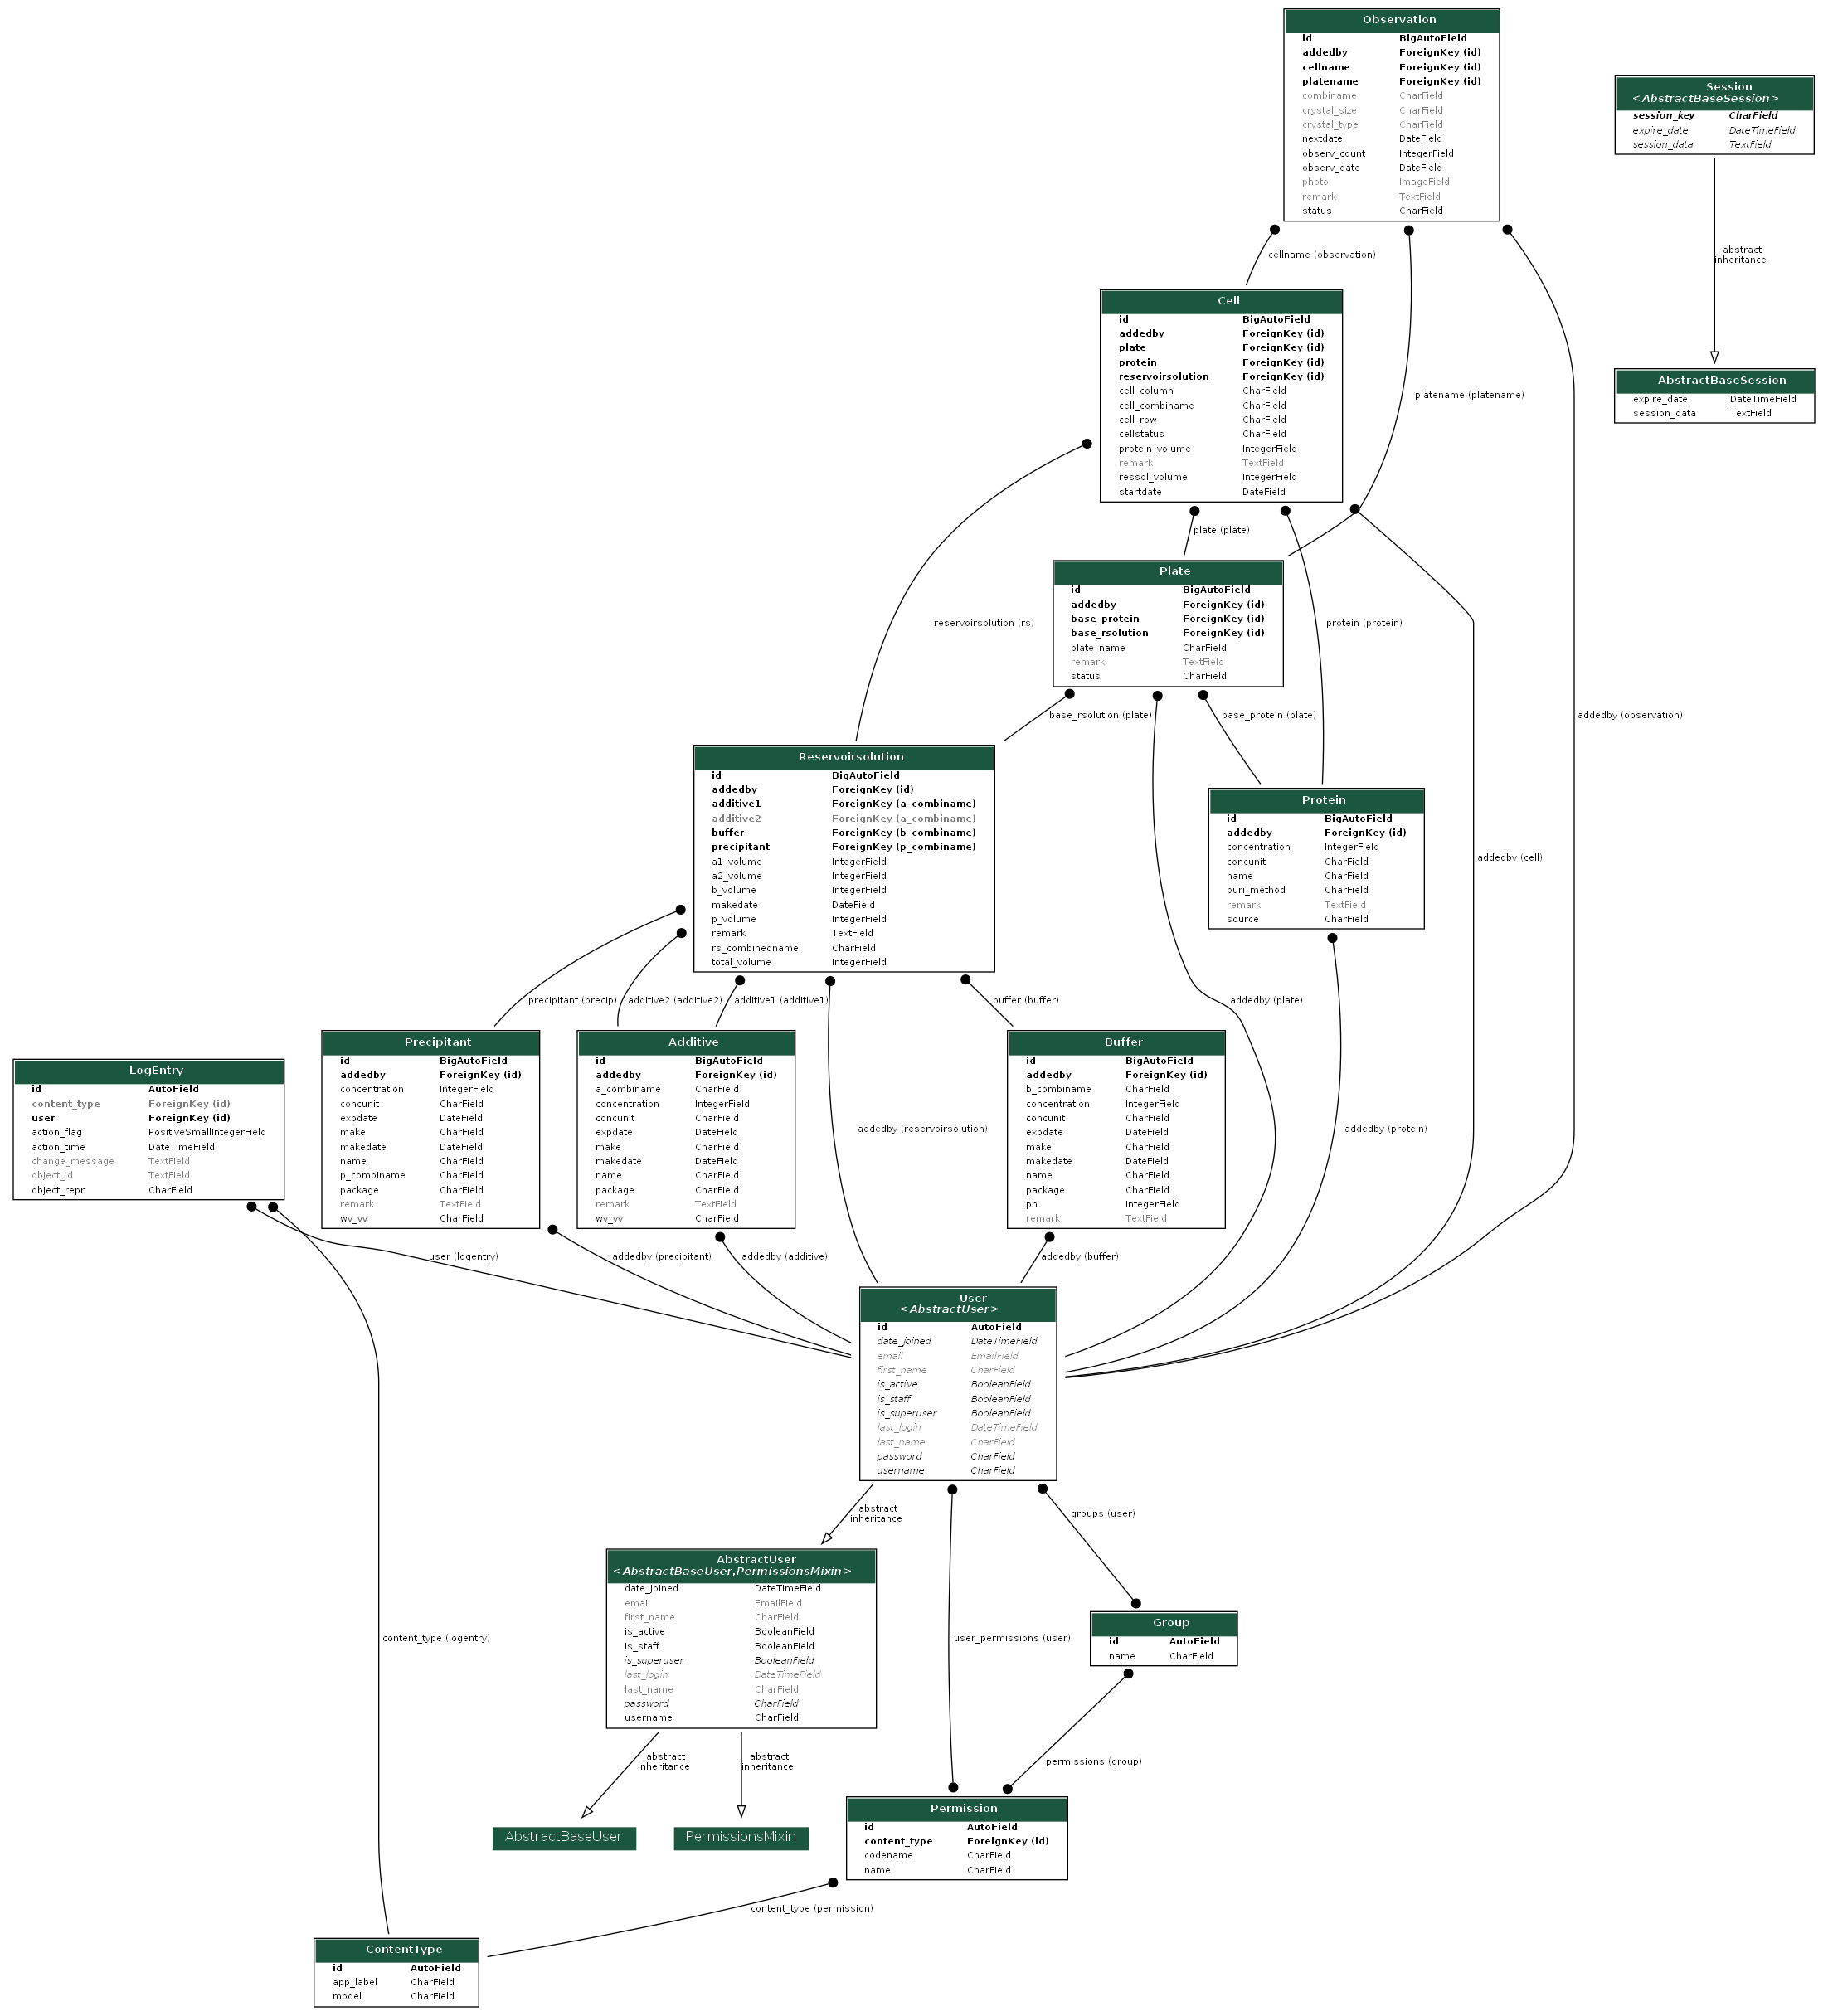 Observation
id BigAutoField
addedby ForeignKey (id)
cellname ForeignKey (id)
platename ForeignKey (id)
combiname CharField
crystal_size CharField
crystal_type CharField
nextdate DateField
observ_count IntegerField
observ_date DateField
photo ImageField
remark TextField
status CharField
Session
<AbstractBaseSession>
session_key CharField
expire_date DateTimeField
session_data TextField
abstract
inheritance
AbstractBaseSession
expire_date DateTimeField
session_data TextField
cellname (observation)
platename (platename)
addedby (observation)
Cell
id BigAutoField
addedby ForeignKey (id)
plate ForeignKey (id)
protein ForeignKey (id)
reservoirsolution ForeignKey (id)
cell_column CharField
cell_combiname CharField
cell_row CharField
cellstatus CharField
protein_volume IntegerField
remark TextField
ressol_volume IntegerField
startdate DateField
plate (plate)
reservoirsolution (rs)
protein (protein)
addedby (cell)
Plate
id BigAutoField
addedby ForeignKey (id)
base_protein ForeignKey (id)
base_rsolution ForeignKey (id)
plate_name CharField
remark TextField
status CharField
base_rsolution (plate)
base_protein (plate)
addedby (plate)
Reservoirsolution
id BigAutoField
addedby ForeignKey (id)
additive1 ForeignKey (a_combiname)
additive2 ForeignKey (a_combiname)
buffer ForeignKey (b_combiname)
precipitant ForeignKey (p_combiname)
a1_volume IntegerField
a2_volume IntegerField
b_volume IntegerField
makedate DateField
p_volume IntegerField
remark TextField
rs_combinedname CharField
total_volume IntegerField
Protein
id BigAutoField
addedby ForeignKey (id)
concentration IntegerField
concunit CharField
name CharField
puri_method CharField
remark TextField
source CharField
precipitant (precip)
additive2 (additive2)
additive1 (additive1)
buffer (buffer)
addedby (reservoirsolution)
addedby (protein)
LogEntry
id AutoField
content_type ForeignKey (id)
user ForeignKey (id)
action_flag PositiveSmallIntegerField
action_time DateTimeField
change_message TextField
object_id TextField
object_repr CharField
Precipitant
id BigAutoField
addedby ForeignKey (id)
concentration IntegerField
concunit CharField
expdate DateField
make CharField
makedate DateField
name CharField
p_combiname CharField
package CharField
remark TextField
wv_vv CharField
Additive
id BigAutoField
addedby ForeignKey (id)
a_combiname CharField
concentration IntegerField
concunit CharField
expdate DateField
make CharField
makedate DateField
name CharField
package CharField
remark TextField
wv_vv CharField
Buffer
id BigAutoField
addedby ForeignKey (id)
b_combiname CharField
concentration IntegerField
concunit CharField
expdate DateField
make CharField
makedate DateField
name CharField
package CharField
ph IntegerField
remark TextField
user (logentry)
addedby (precipitant)
addedby (additive)
addedby (buffer)
User
<AbstractUser>
id AutoField
date_joined DateTimeField
email EmailField
first_name CharField
is_active BooleanField
is_staff BooleanField
is_superuser BooleanField
last_login DateTimeField
last_name CharField
password CharField
username CharField
abstract
inheritance
groups (user)
user_permissions (user)
content_type (logentry)
AbstractUser
<AbstractBaseUser,PermissionsMixin>
date_joined DateTimeField
email EmailField
first_name CharField
is_active BooleanField
is_staff BooleanField
is_superuser BooleanField
last_login DateTimeField
last_name CharField
password CharField
username CharField
Group
id AutoField
name CharField
abstract
inheritance
abstract
inheritance
permissions (group)
AbstractBaseUser
PermissionsMixin
Permission
id AutoField
content_type ForeignKey (id)
codename CharField
name CharField
content_type (permission)
ContentType
id AutoField
app_label CharField
model CharField